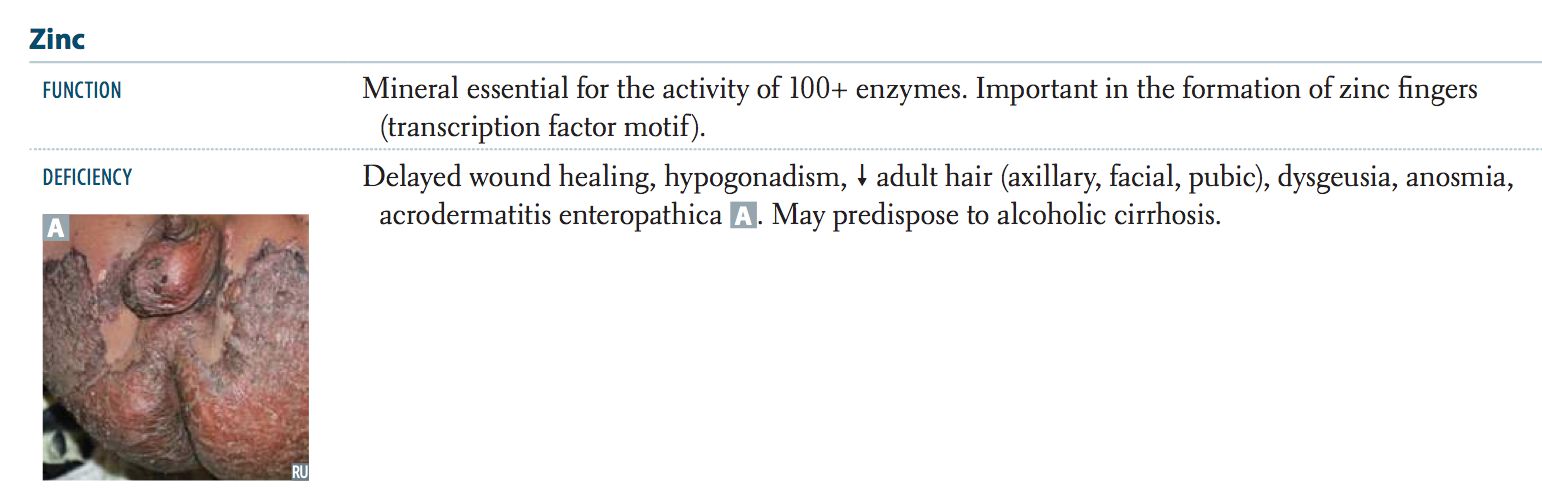 Zinc
FUNCTION
Mineral essential for the activity of 100+ enzymes. Important in the formation of zinc fingers
(transcription factor motif).
DEFICIENCY
Delayed wound healing, hypogonadism, ↓ adult hair (axillary, facial, pubic), dysgeusia, anosmia,
acrodermatitis enteropathica A. May predispose to alcoholic cirrhosis.
A
RU